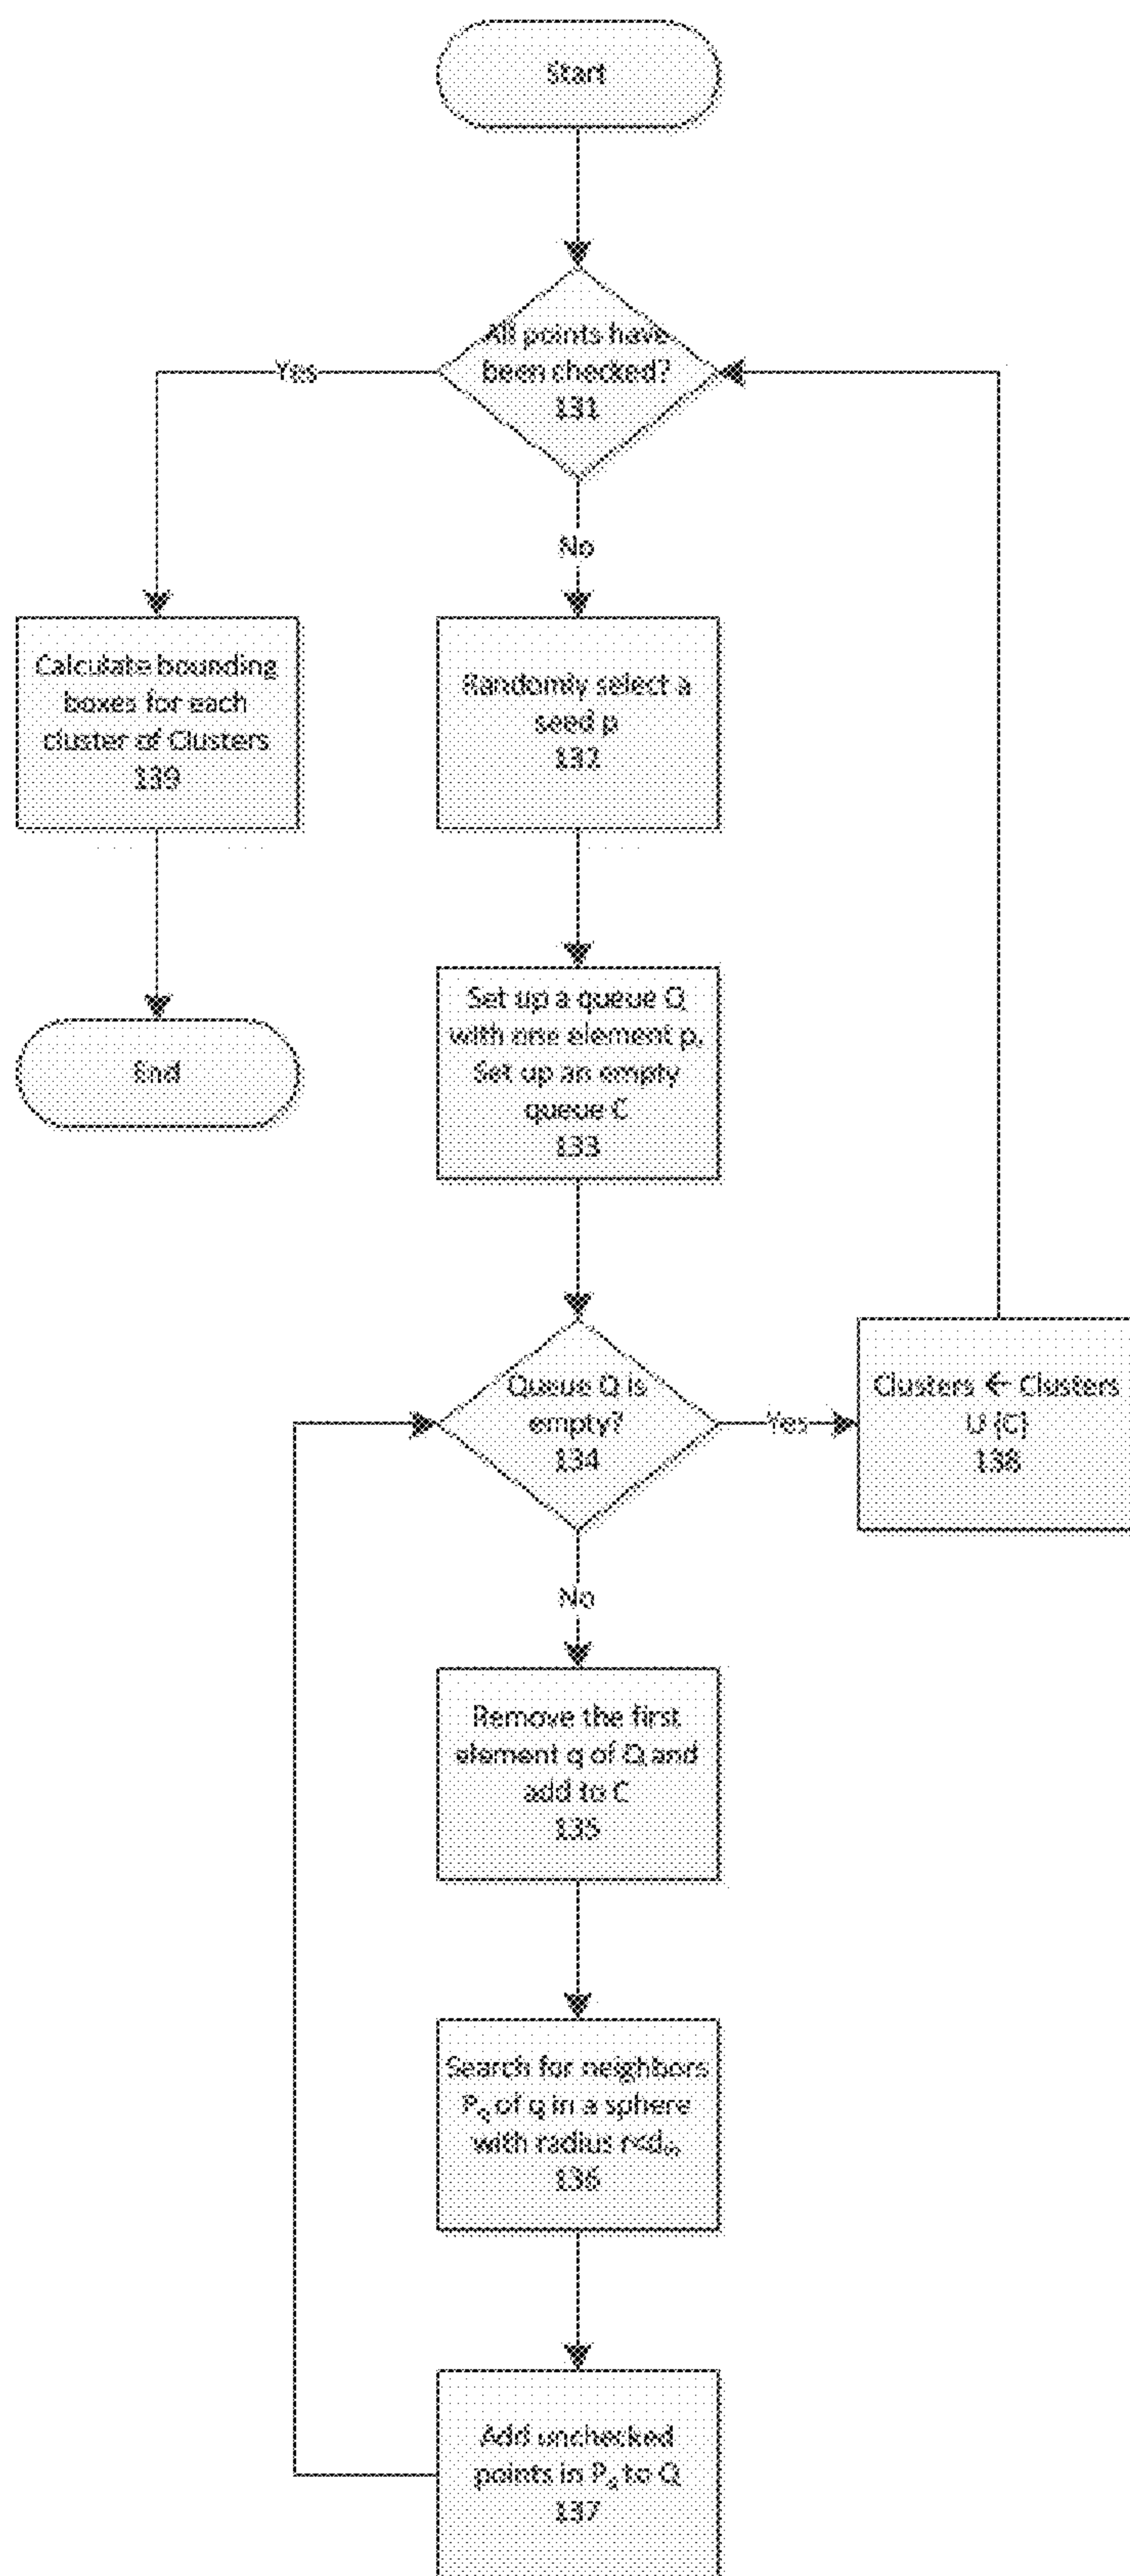 Start
All points have
been checked?
131
Yes
No
Calculate bounding
boxes for each
cluster of Clusters
139
Randomly select a
seed p
132
End
Set up a queue Q
with one element p.
Set up an empty
queue C
133
Queue Q is
empty?
134
Yes
Clusters ← Clusters
U {C}
138
No
Remove the first
element q of Q and
add to C
135
Search for neighbors
Pq of q in a sphere
with radius r<dth
136
Add unchecked
points in Pq to Q
137